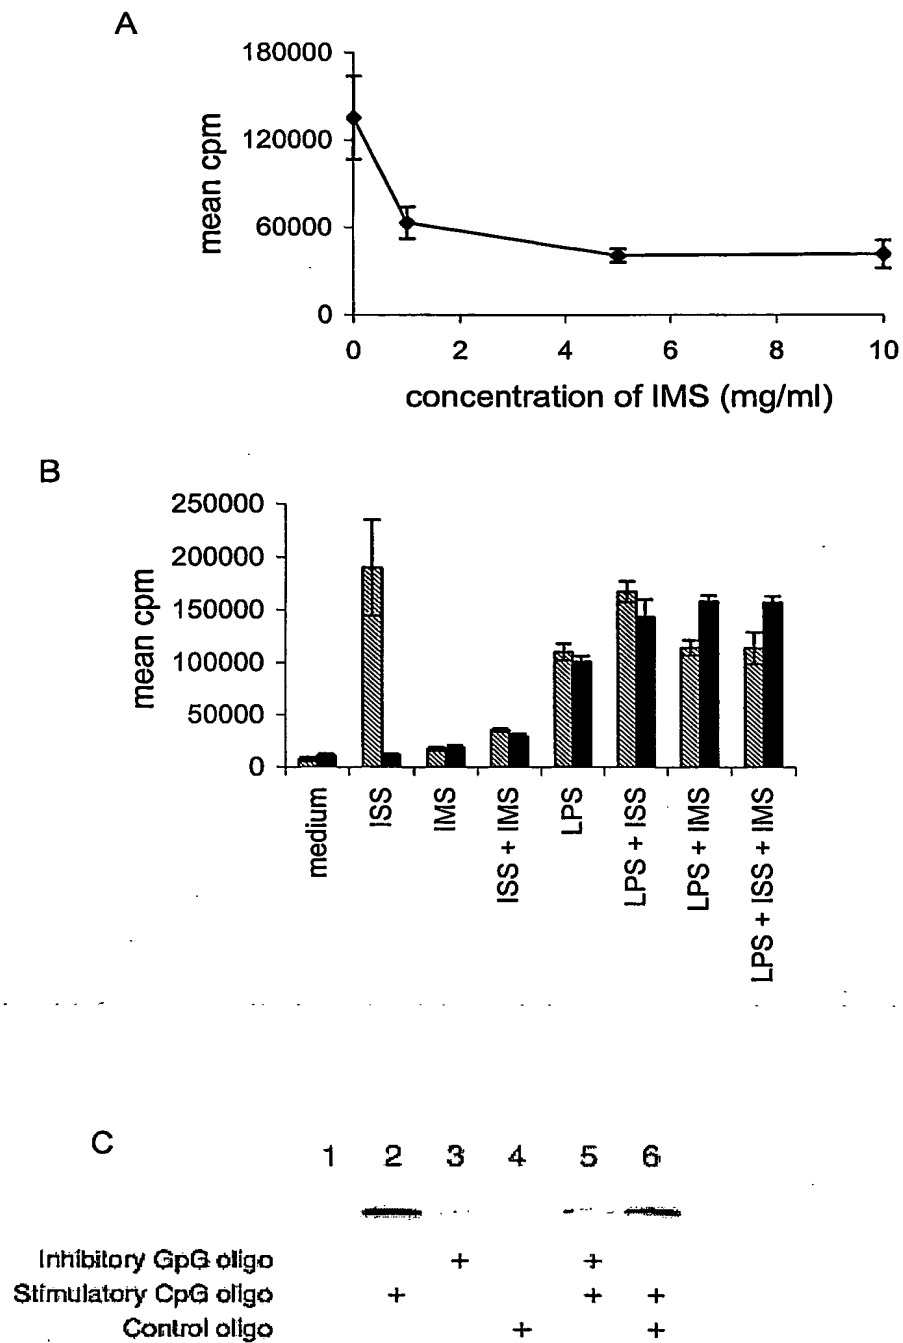 A
180000
120000
60000
0
mean cpm
0 2 4 6 8 10
concentration of IMS (mg/ml)
B
250000
200000
150000
100000
50000
0
mean cpm
medium
ISS
IMS
ISS + IMS
LPS
LPS + ISS
LPS + IMS
LPS + ISS + IMS
C
1 2 3 4 5 6
Inhibitory GpG oligo + +
Stimulatory CpG oligo + + +
Control oligo + +